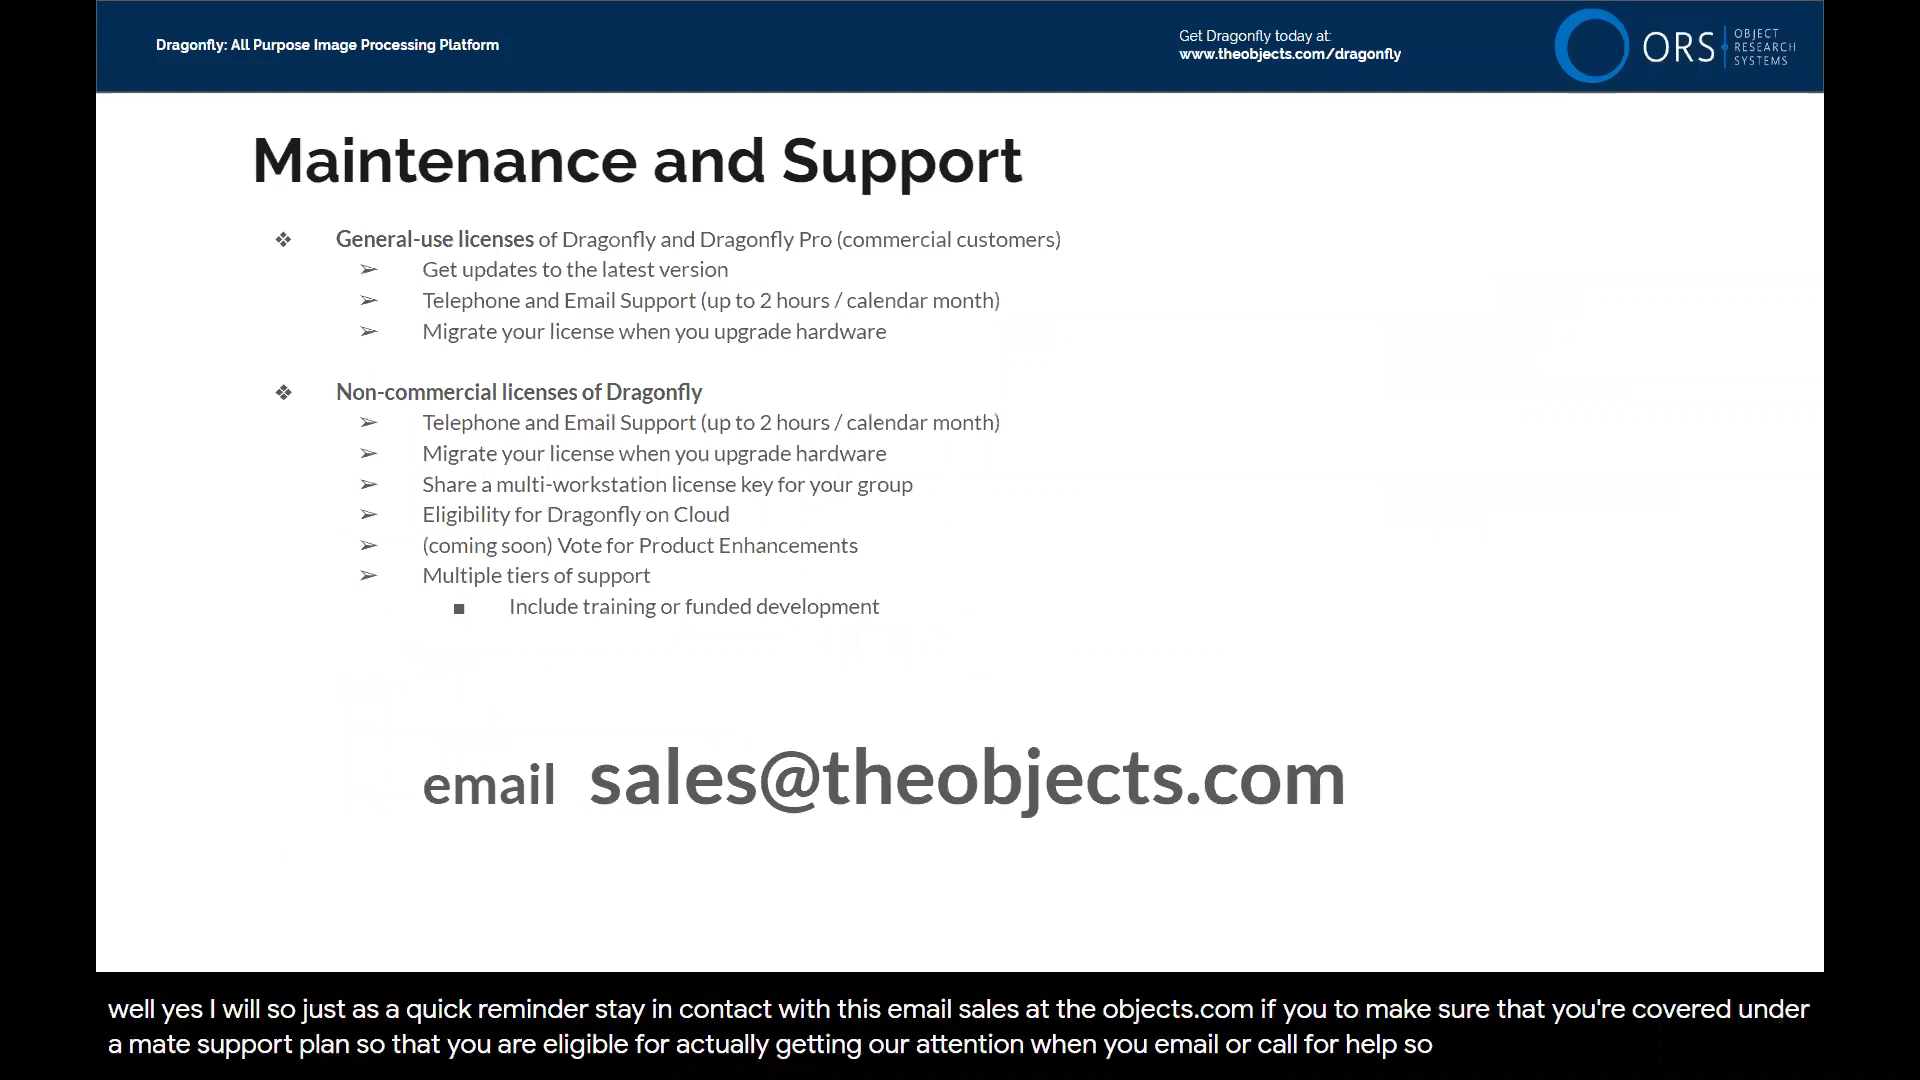 Dragonfly: All Purpose Image Processing Platform
Get Dragonfly today at:
www.theobjects.com/dragonfly
ORS
OBJECT
RESEARCH
SYSTEMS
Maintenance and Support
❖ General-use licenses of Dragonfly and Dragonfly Pro (commercial customers)
➢ Get updates to the latest version
➢ Telephone and Email Support (up to 2 hours / calendar month)
➢ Migrate your license when you upgrade hardware
❖ Non-commercial licenses of Dragonfly
➢ Telephone and Email Support (up to 2 hours / calendar month)
➢ Migrate your license when you upgrade hardware
➢ Share a multi-workstation license key for your group
➢ Eligibility for Dragonfly on Cloud
➢ (coming soon) Vote for Product Enhancements
➢ Multiple tiers of support
■ Include training or funded development
email sales@theobjects.com
well yes I will so just as a quick reminder stay in contact with this email sales at the objects.com if you to make sure that you're covered under
a mate support plan so that you are eligible for actually getting our attention when you email or call for help so